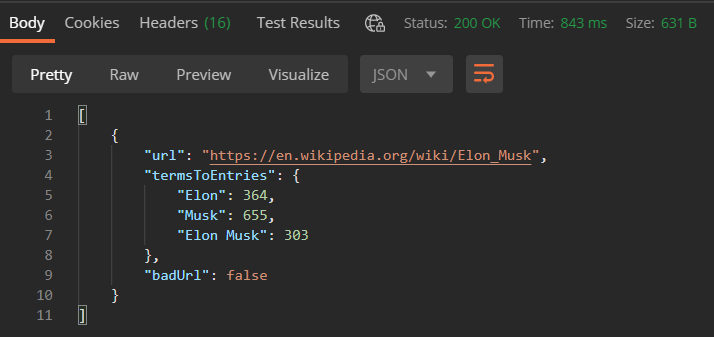 Body Cookies Headers (16) Test Results Status: 200 OK Time: 843 ms Size: 631 B
Pretty Raw Preview Visualize JSON
1 [
2 {
3 "url": "https://en.wikipedia.org/wiki/Elon_Musk",
4 "termsToEntries": {
5 "Elon": 364,
6 "Musk": 655,
7 "Elon Musk": 303
8 },
9 "badUrl": false
10 }
11 ]